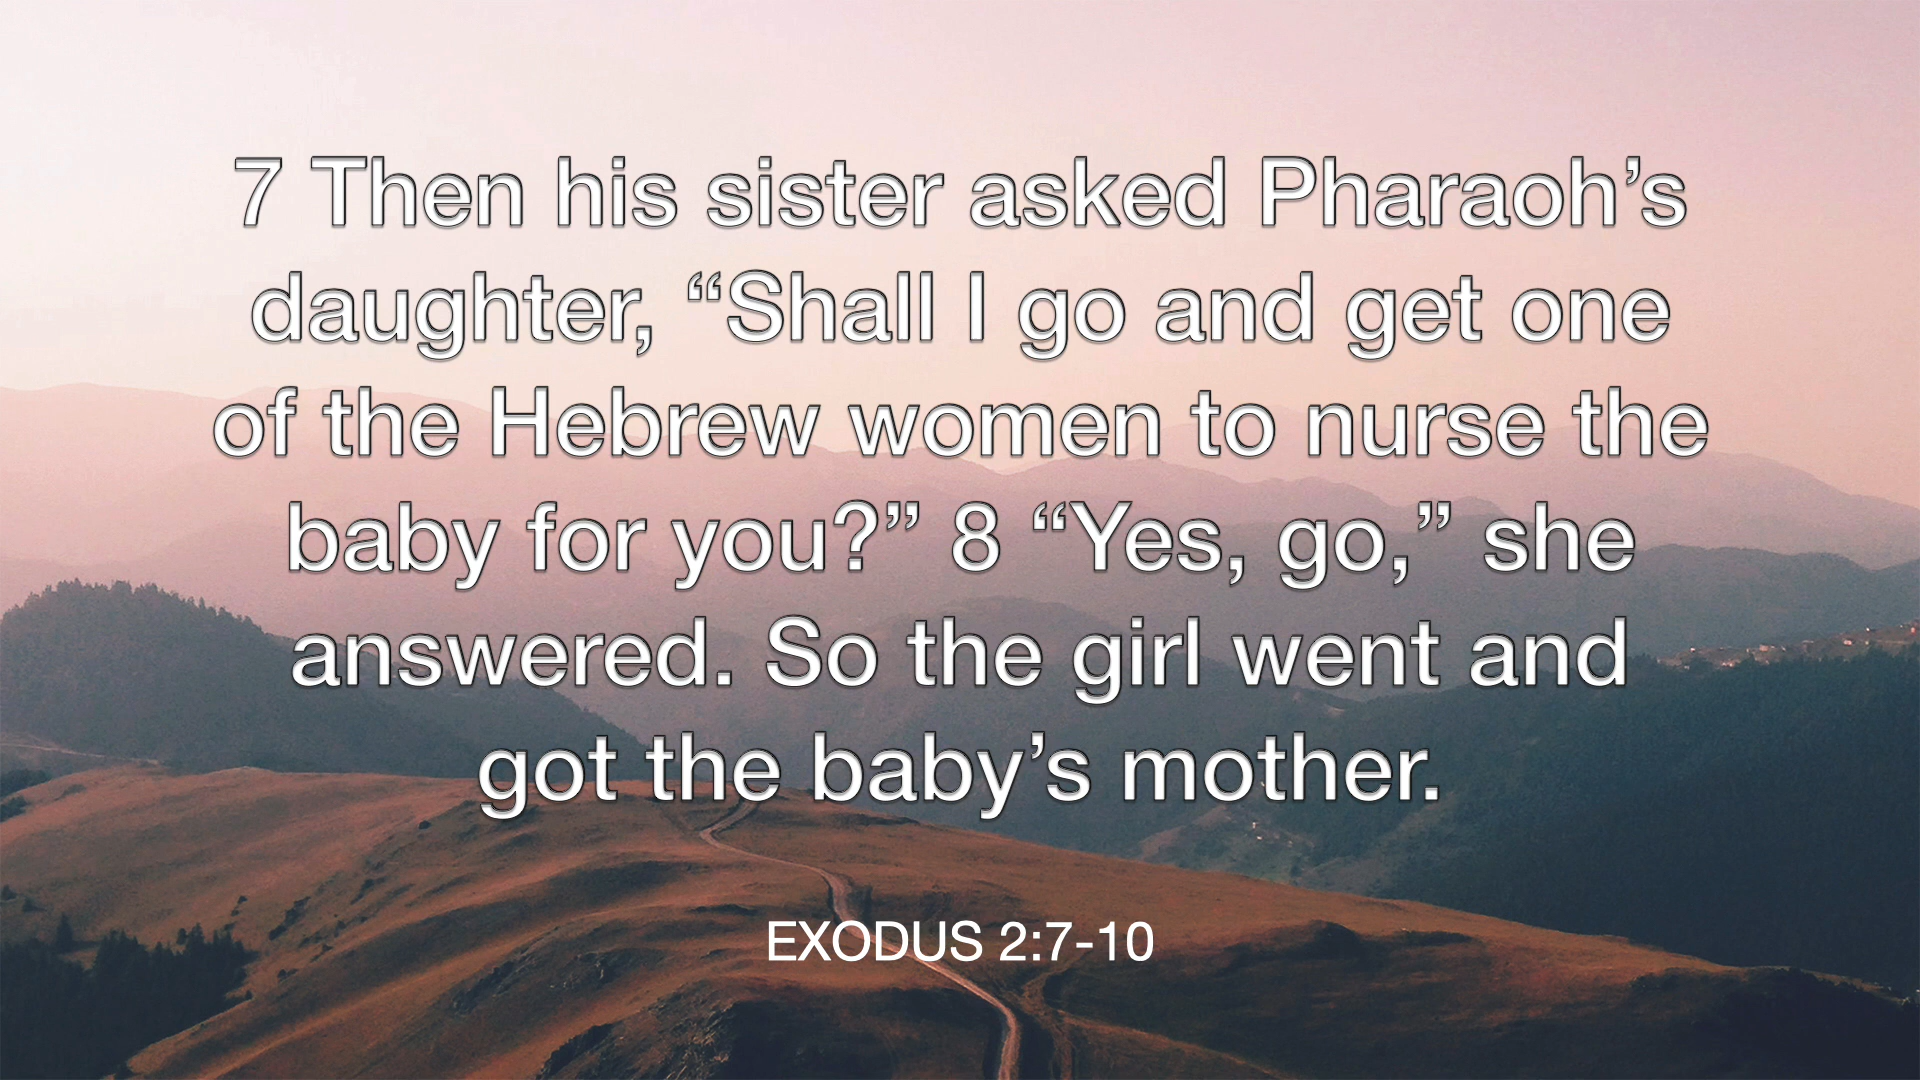 7 Then his sister asked Pharaoh’s
daughter, “Shall I go and get one
of the Hebrew women to nurse the
baby for you?” 8 “Yes, go,” she
answered. So the girl went and
got the baby’s mother.
EXODUS 2:7-10